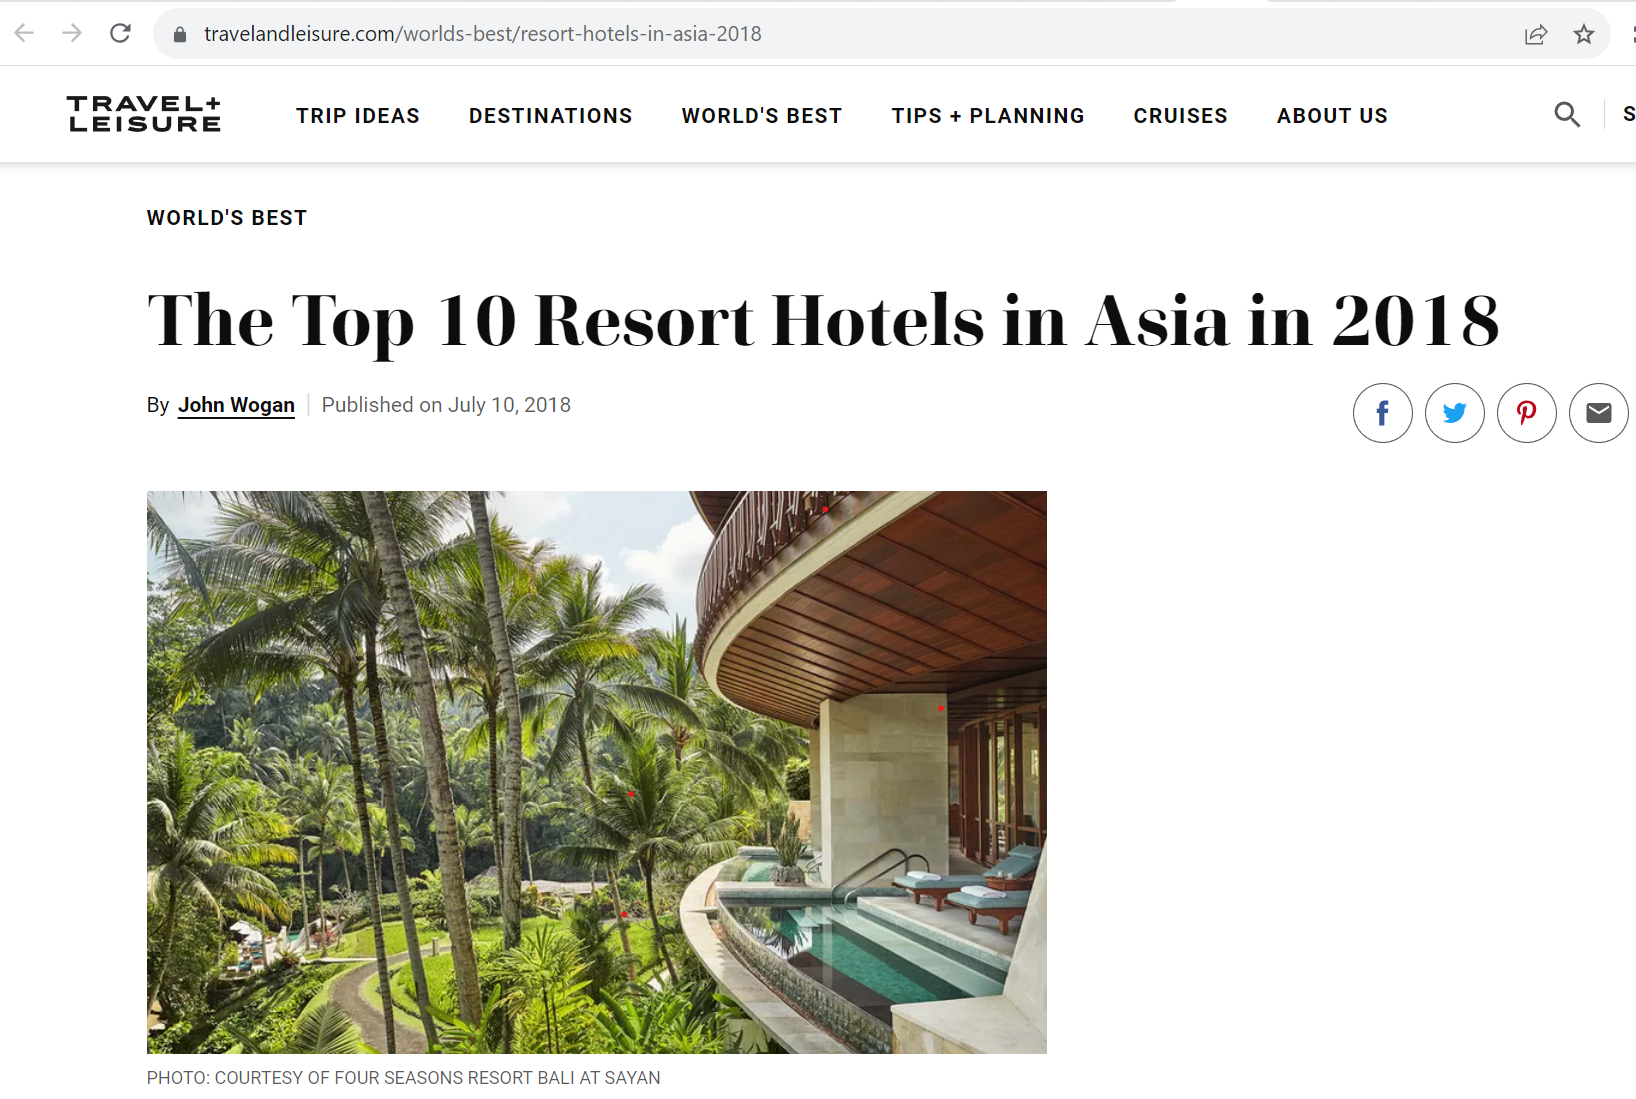 travelandleisure.com/worlds-best/resort-hotels-in-asia-2018
TRAVEL+
LEISURE
TRIP IDEAS
DESTINATIONS
WORLD'S BEST
TIPS + PLANNING
CRUISES
ABOUT US
S
WORLD'S BEST
The Top 10 Resort Hotels in Asia in 2018
By John Wogan
Published on July 10, 2018
PHOTO: COURTESY OF FOUR SEASONS RESORT BALI AT SAYAN